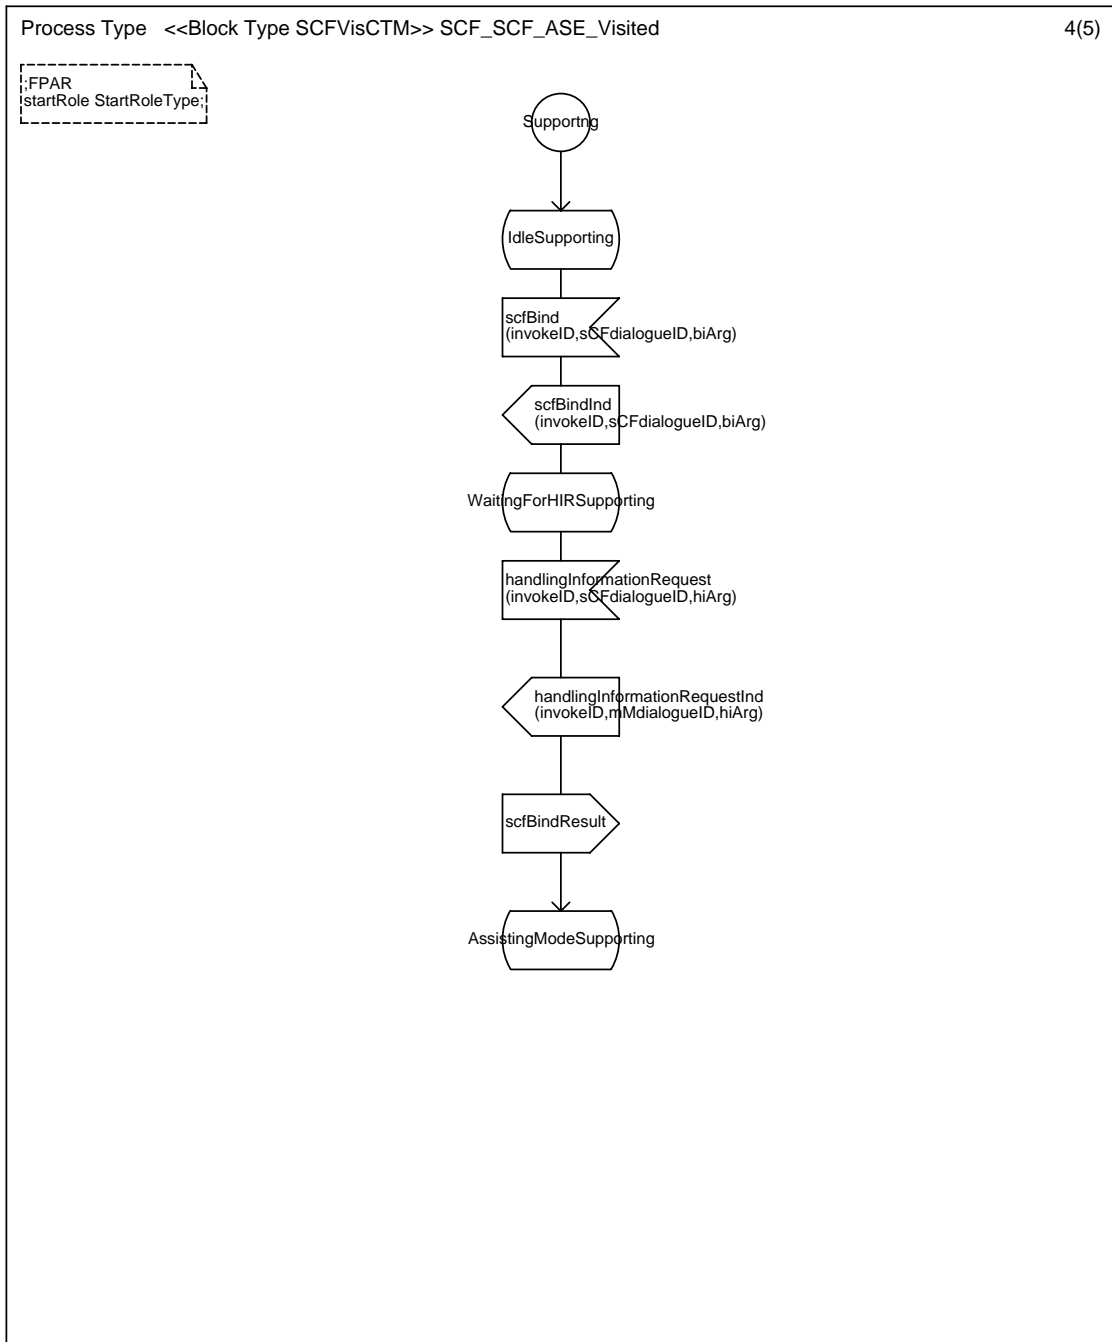 Process Type <<Block Type SCFVisCTM>> SCF_SCF_ASE_Visited 4(5)
;FPAR
startRole StartRoleType;
Supportng
IdleSupporting
scfBind
(invokeID,sCFdialogueID,biArg)
scfBindInd
(invokeID,sCFdialogueID,biArg)
WaitingForHIRSupporting
handlingInformationRequest
(invokeID,sCFdialogueID,hiArg)
handlingInformationRequestInd
(invokeID,mMdialogueID,hiArg)
scfBindResult
AssistingModeSupporting